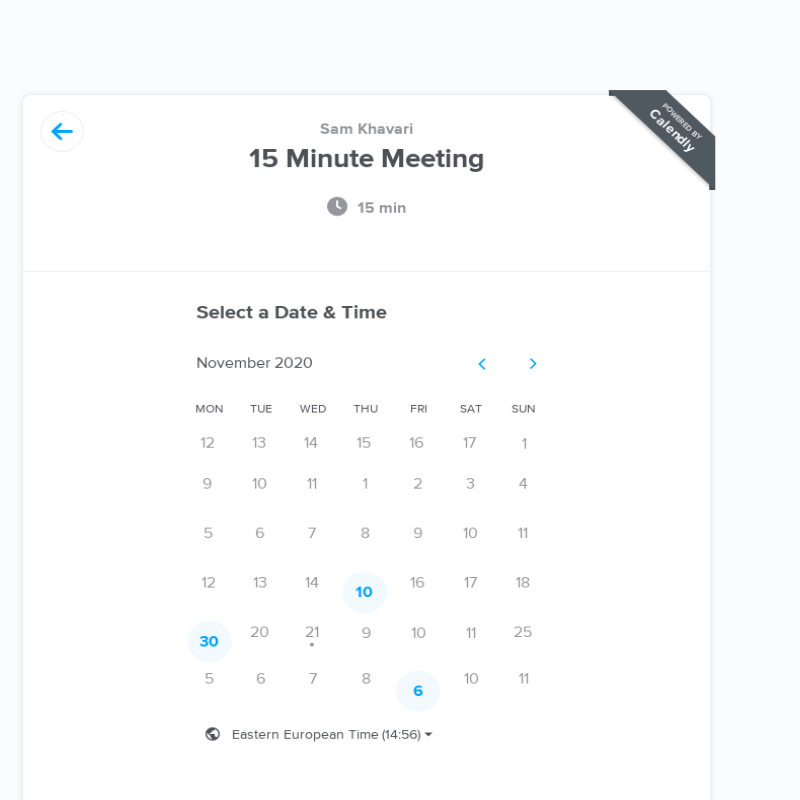 POWERED BY
Calendly
Sam Khavari
15 Minute Meeting
15 min
Select a Date & Time
November 2020
MON TUE WED THU FRI SAT SUN
12 13 14 15 16 17 1
9 10 11 1 2 3 4
5 6 7 8 9 10 11
12 13 14 10 16 17 18
30 20 21 9 10 11 25
5 6 7 8 6 10 11
Eastern European Time (14:56)